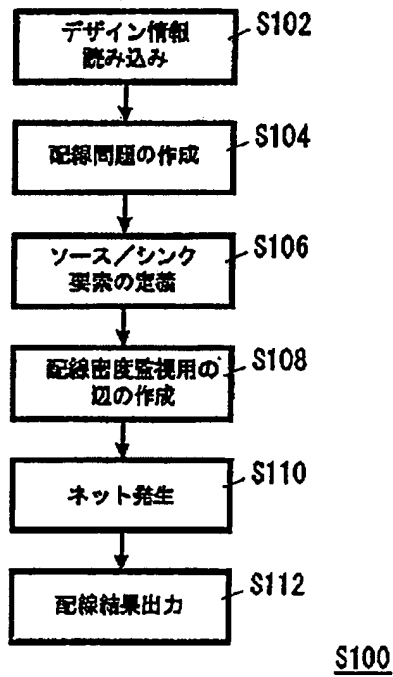 デザイン情報
読み込み
S102
配線問題の作成
S104
ソース/シンク
要素の定義
S106
配線密度監視用の
辺の作成
S108
ネット発生
S110
配線結果出力
S112
S100